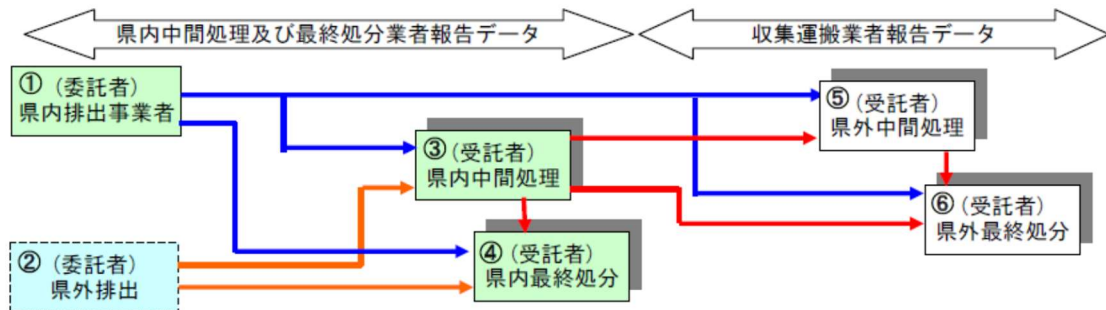 県内中間処理及び最終処分業者報告データ
収集運搬業者報告データ
① (委託者)
県内排出事業者
⑤ (受託者)
県外中間処理
③ (受託者)
県内中間処理
⑥ (受託者)
県外最終処分
④ (受託者)
県内最終処分
② (委託者)
県外排出